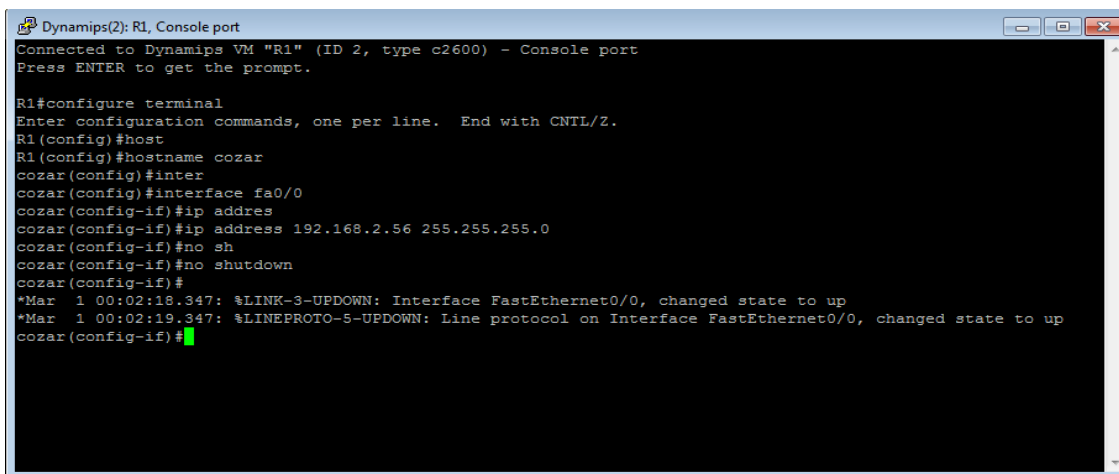 Dynamips(2): R1, Console port
Connected to Dynamips VM "R1" (ID 2, type c2600) - Console port
Press ENTER to get the prompt.
R1#configure terminal
Enter configuration commands, one per line.  End with CNTL/Z.
R1(config)#host
R1(config)#hostname cozar
cozar(config)#inter
cozar(config)#interface fa0/0
cozar(config-if)#ip addres
cozar(config-if)#ip address 192.168.2.56 255.255.255.0
cozar(config-if)#no sh
cozar(config-if)#no shutdown
cozar(config-if)#
*Mar  1 00:02:18.347: %LINK-3-UPDOWN: Interface FastEthernet0/0, changed state to up
*Mar  1 00:02:19.347: %LINEPROTO-5-UPDOWN: Line protocol on Interface FastEthernet0/0, changed state to up
cozar(config-if)#